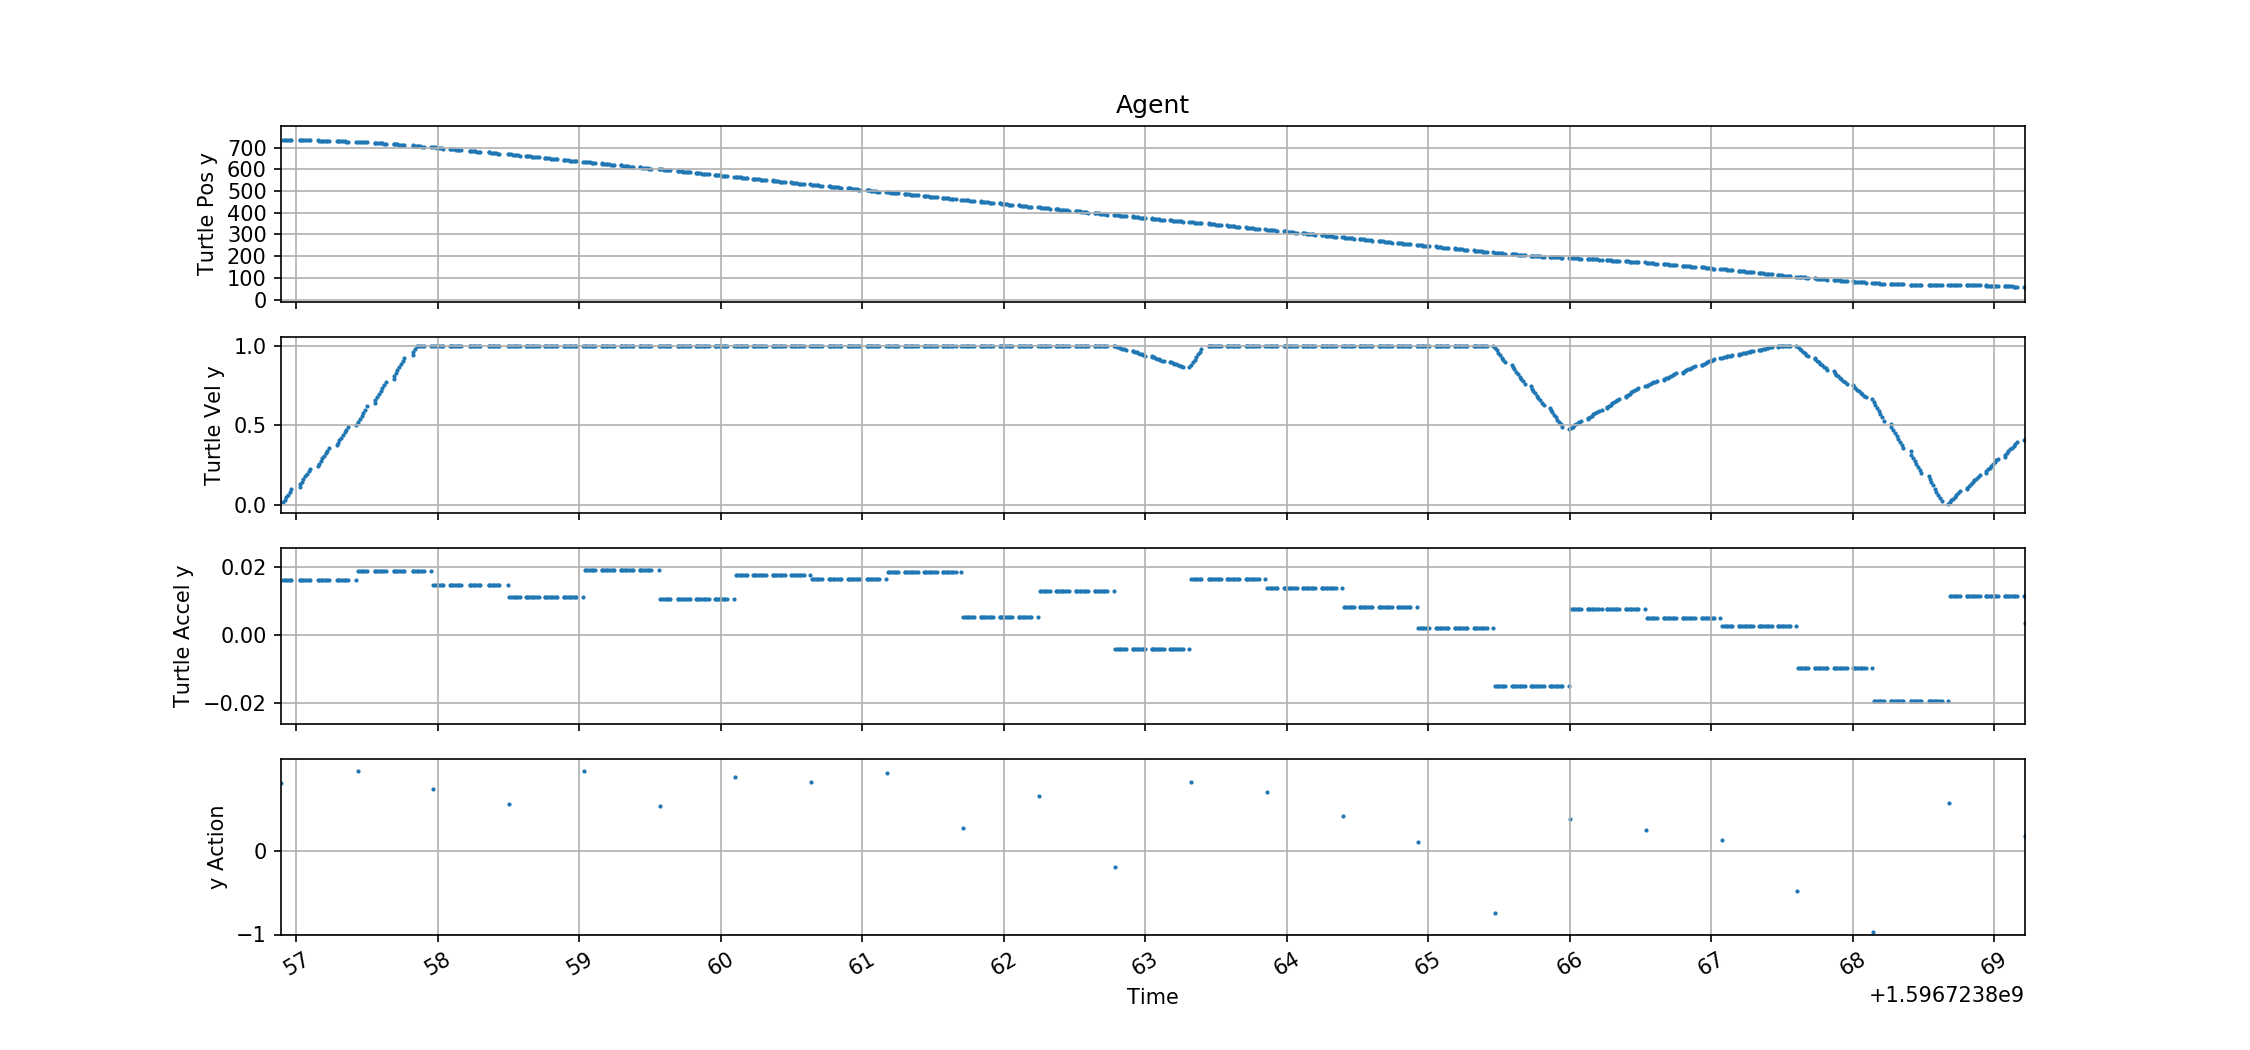 Agent
Turtle Pos y
700
600
500
400
300
200
100
0
Turtle Vel y
1.0
0.5
0.0
Turtle Accel y
0.02
0.00
−0.02
y Action
0
−1
57 58 59 60 61 62 63 64 65 66 67 68 69
Time
+1.5967238e9